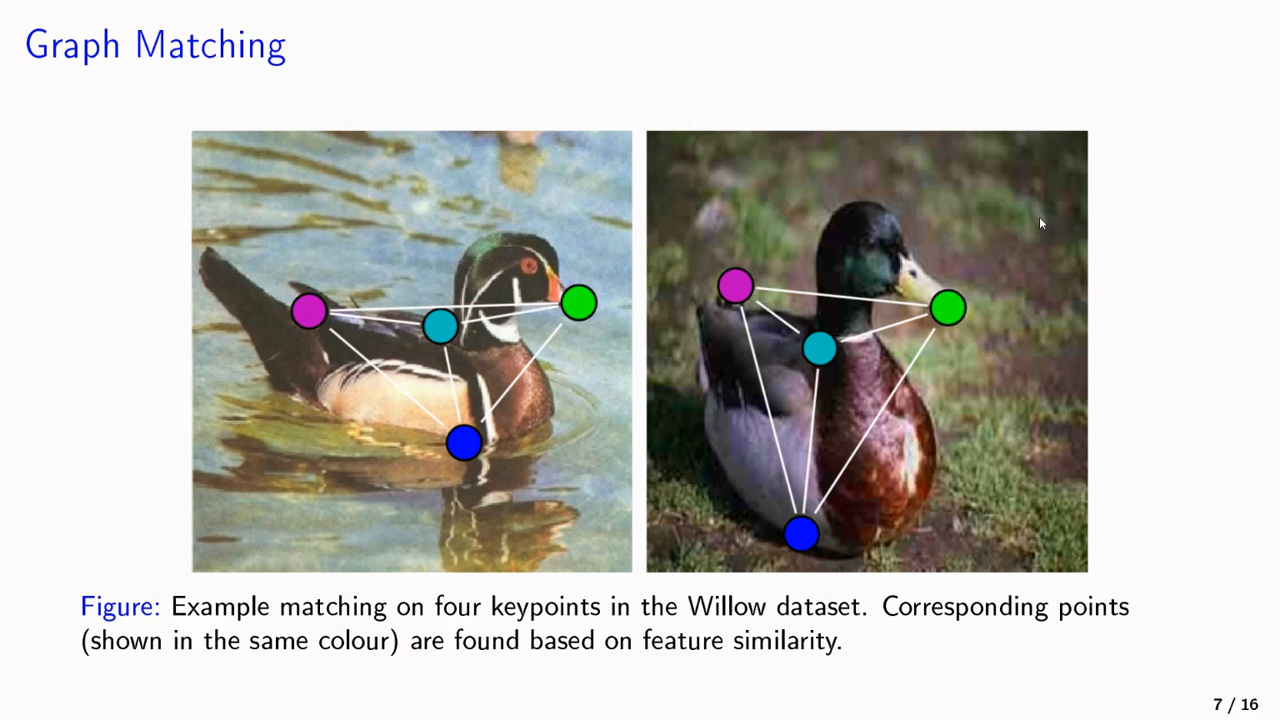 Graph Matching
Figure: Example matching on four keypoints in the Willow dataset. Corresponding points
(shown in the same colour) are found based on feature similarity.
7 / 16